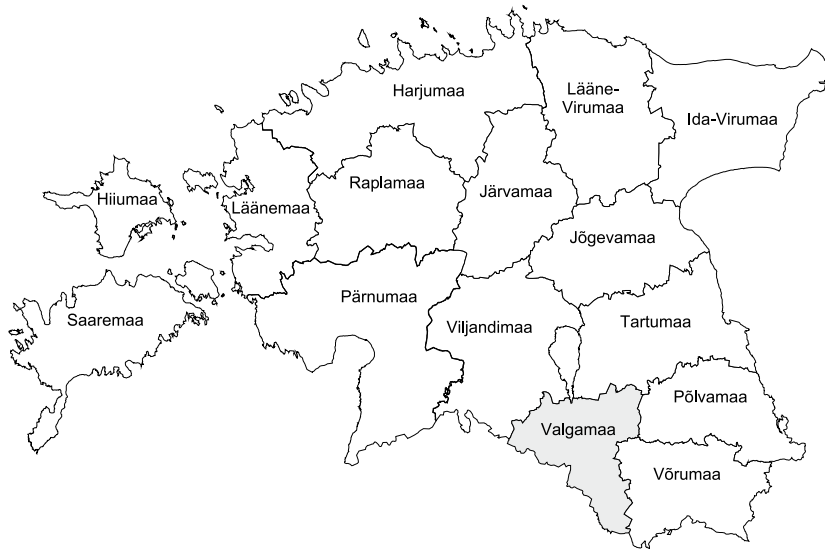 Harjumaa
Lääne-
Virumaa
Ida-Virumaa
Hiiumaa
Läänemaa
Raplamaa
Järvamaa
Jõgevamaa
Saaremaa
Pärnumaa
Viljandimaa
Tartumaa
Valgamaa
Põlvamaa
Võrumaa